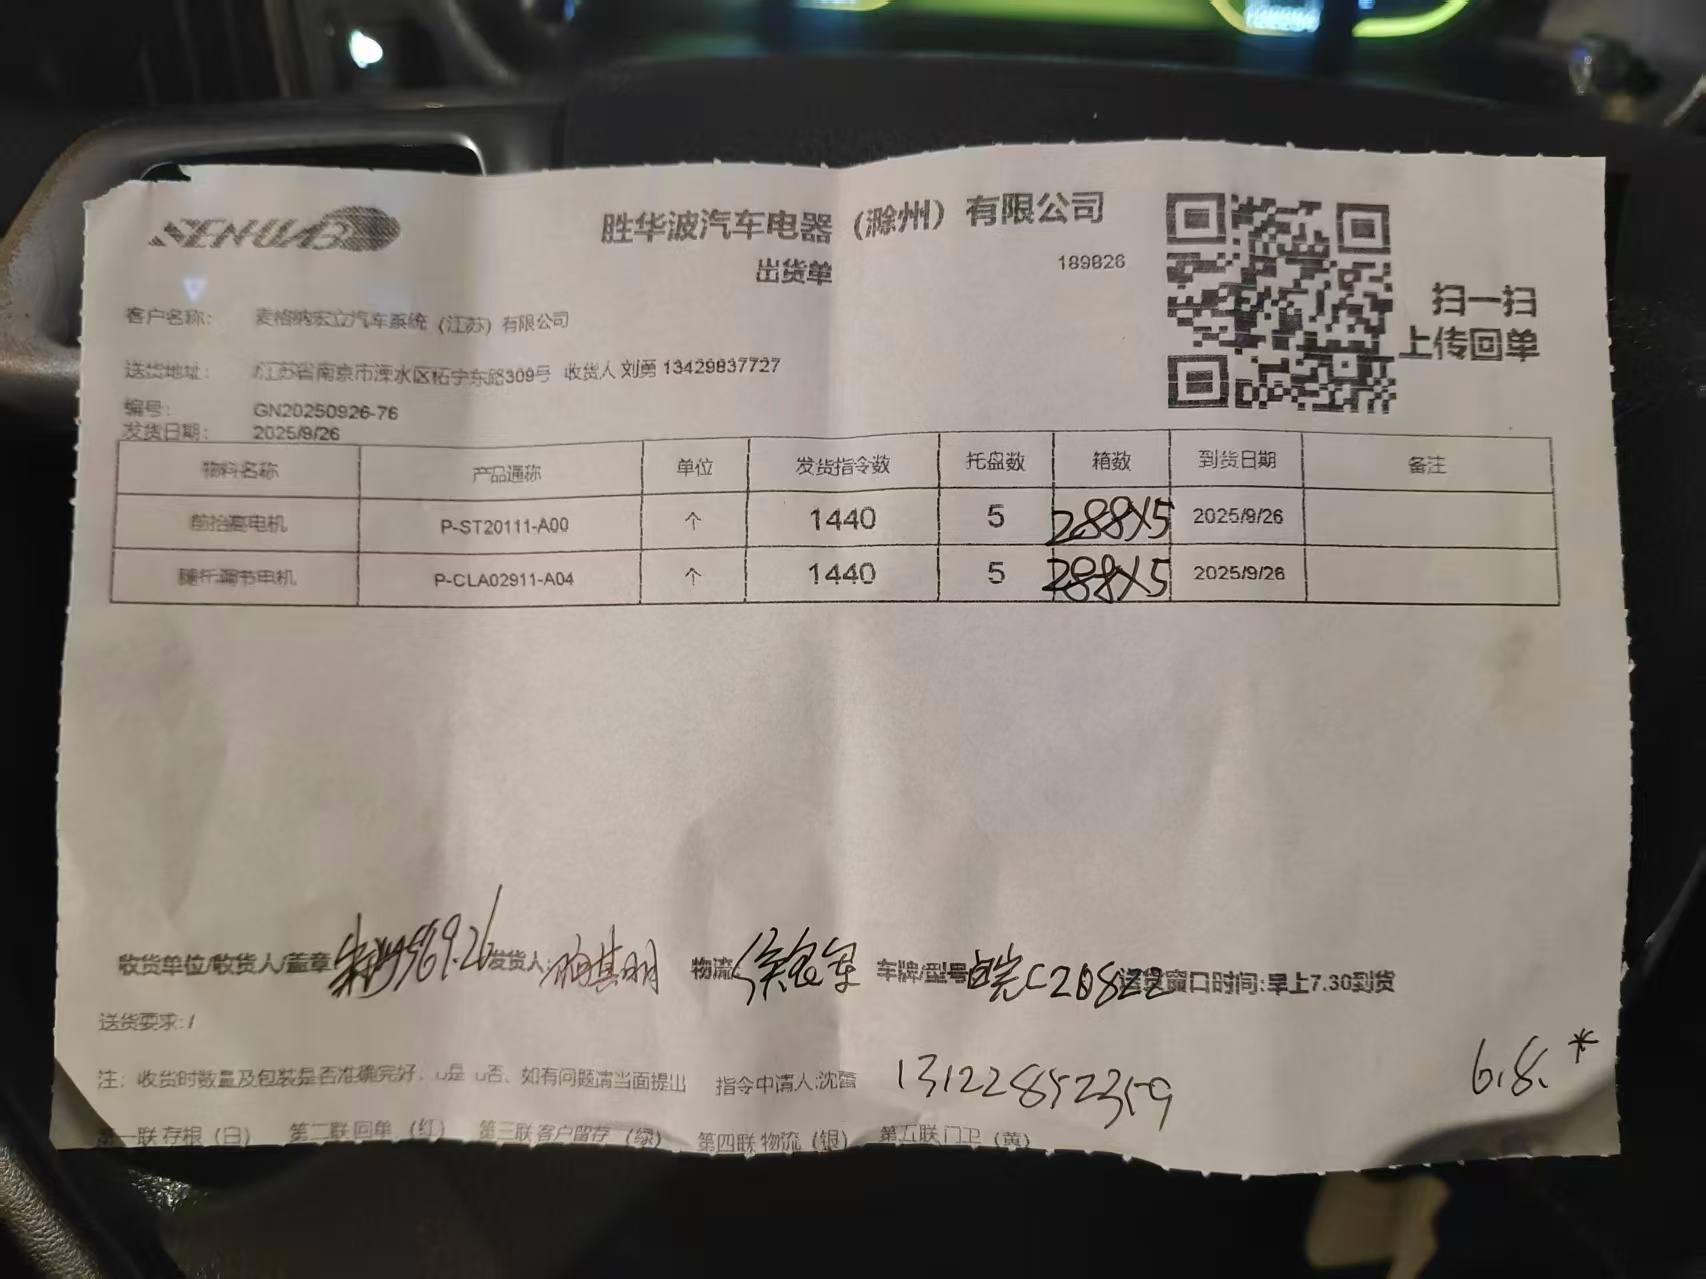 SENHUAB
胜华波汽车电器（滁州）有限公司
出货单
189826
扫一扫
上传回单
客户名称： 麦格纳宏立汽车系统（江苏）有限公司
送货地址： 江苏省南京市溧水区柘宁东路309号 收货人 刘勇 13429837727
编号： GN20250926-76
发货日期： 2025/9/26
物料名称 产品通称 单位 发货指令数 托盘数 箱数 到货日期 备注
前抬高电机 P-ST20111-A00 个 1440 5 288X5 2025/9/26
腿托调节电机 P-CLA02911-A04 个 1440 5 288X5 2025/9/26
收货单位/收货人/盖章: 9.26 发货人: 物流: 车牌/型号 皖C20822 送货窗口时间:早上7.30到货
送货要求:/
注：收货时数量及包装是否准确完好、u是 u否、如有问题请当面提出 指令申请人:沈蕾 13122852359 6.8.*
第一联 存根（白） 第二联 回单（红） 第三联 客户留存（绿） 第四联 物流（银） 第五联 门卫（黄）